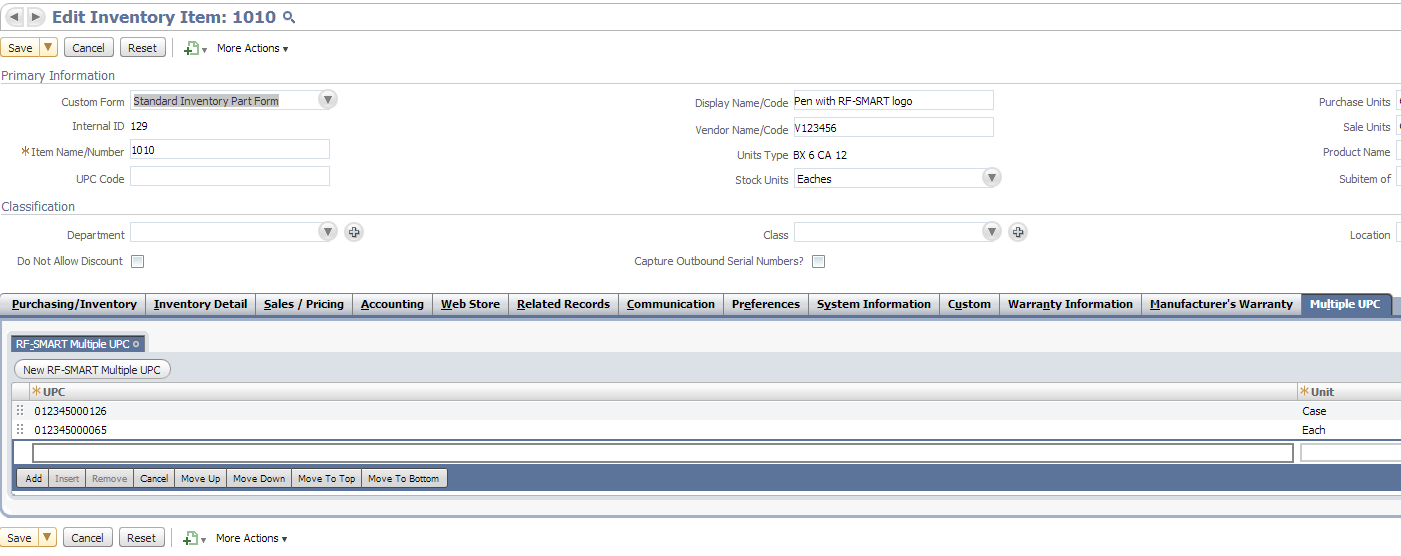 Edit Inventory Item: 1010
Save Cancel Reset More Actions
Primary Information
Custom Form Standard Inventory Part Form Display Name/Code Pen with RF-SMART logo Purchase Units
Internal ID 129 Vendor Name/Code V123456 Sale Units
Item Name/Number 1010 Units Type BX 6 CA 12 Product Name
UPC Code Stock Units Eaches Subitem of
Classification
Department Class Location
Do Not Allow Discount Capture Outbound Serial Numbers?
Purchasing/Inventory Inventory Detail Sales / Pricing Accounting Web Store Related Records Communication Preferences System Information Custom Warranty Information Manufacturer's Warranty Multiple UPC
RF-SMART Multiple UPC
New RF-SMART Multiple UPC
UPC Unit
012345000126 Case
012345000065 Each
Add Insert Remove Cancel Move Up Move Down Move To Top Move To Bottom
Save Cancel Reset More Actions